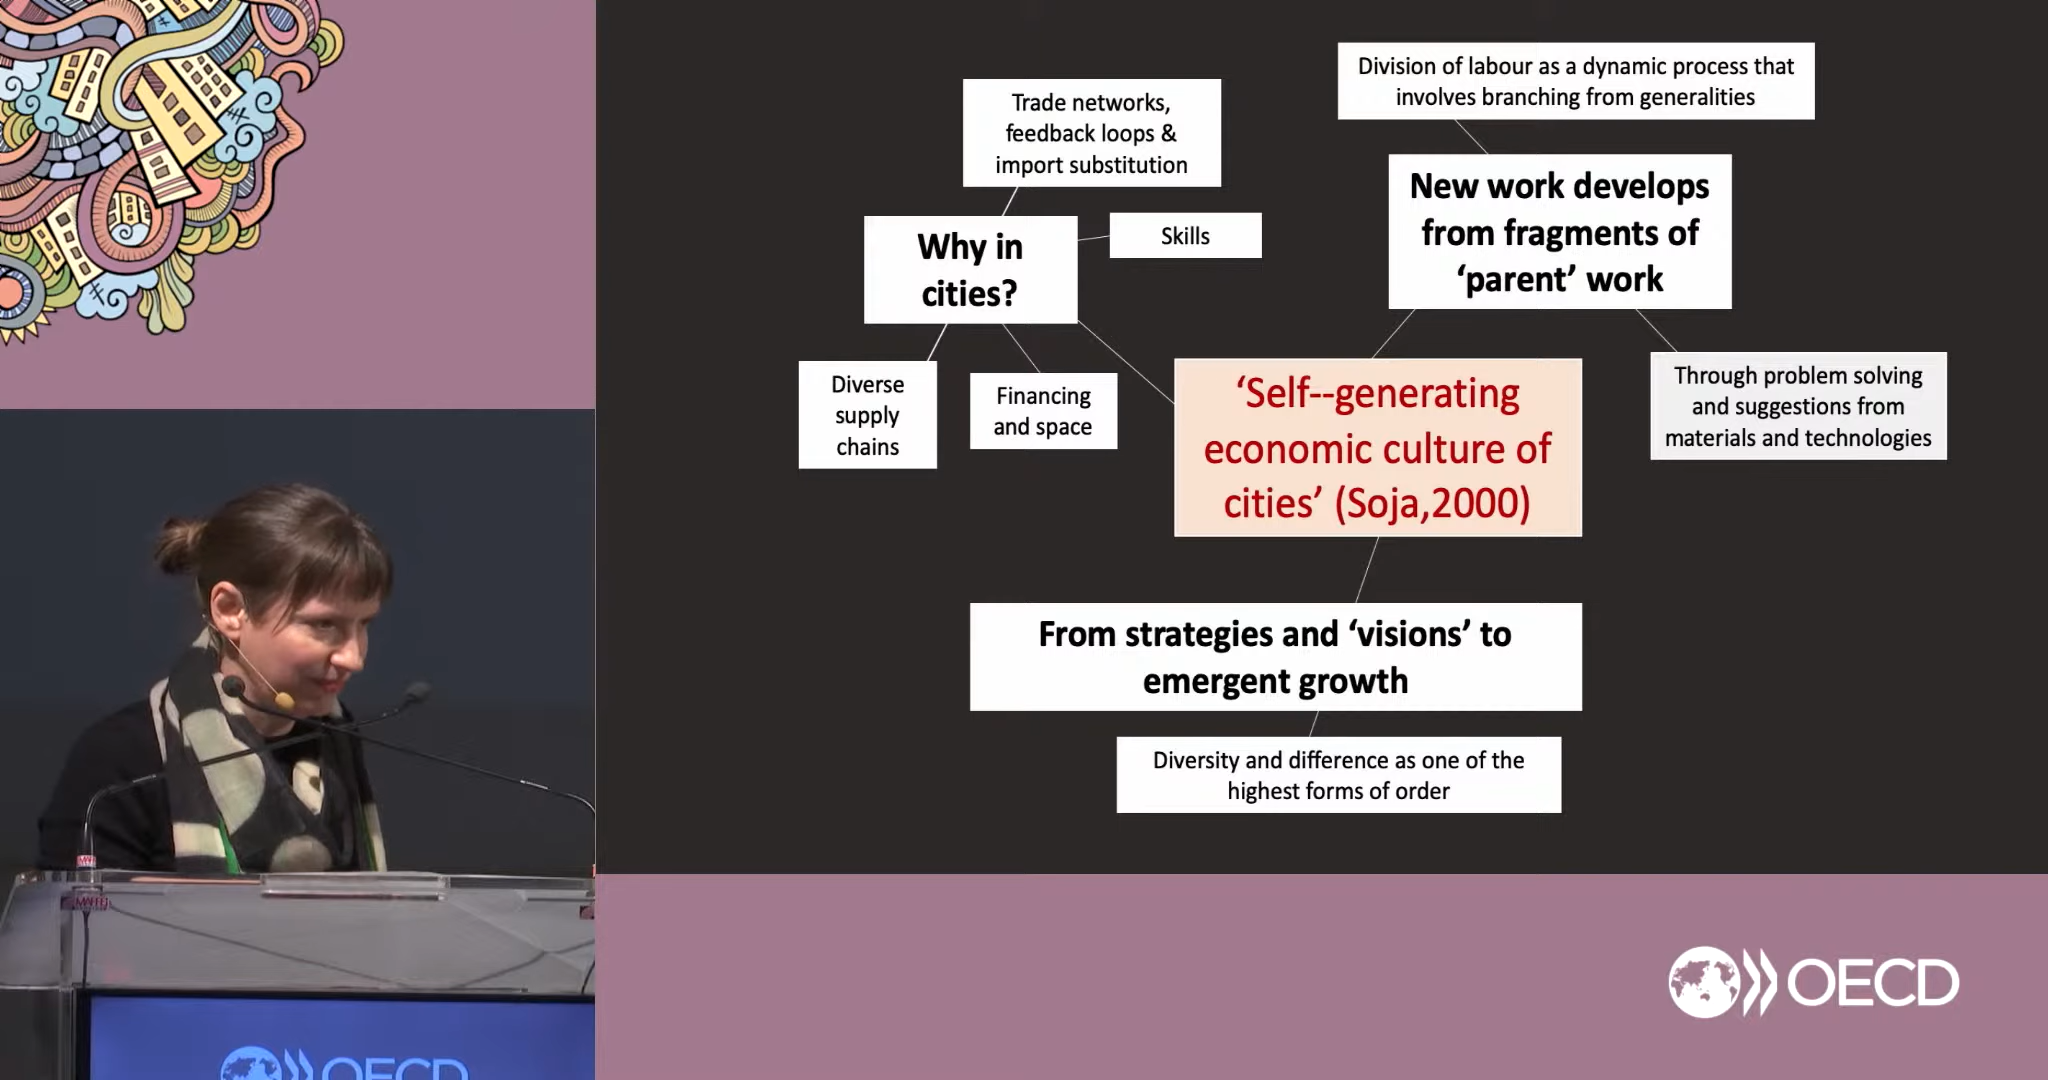 Division of labour as a dynamic process that
involves branching from generalities
Trade networks,
feedback loops &
import substitution
New work develops
from fragments of
‘parent’ work
Why in
cities?
Skills
Through problem solving
and suggestions from
materials and technologies
Diverse
supply
chains
Financing
and space
‘Self--generating
economic culture of
cities’ (Soja,2000)
From strategies and ‘visions’ to
emergent growth
Diversity and difference as one of the
highest forms of order
OECD
OECD